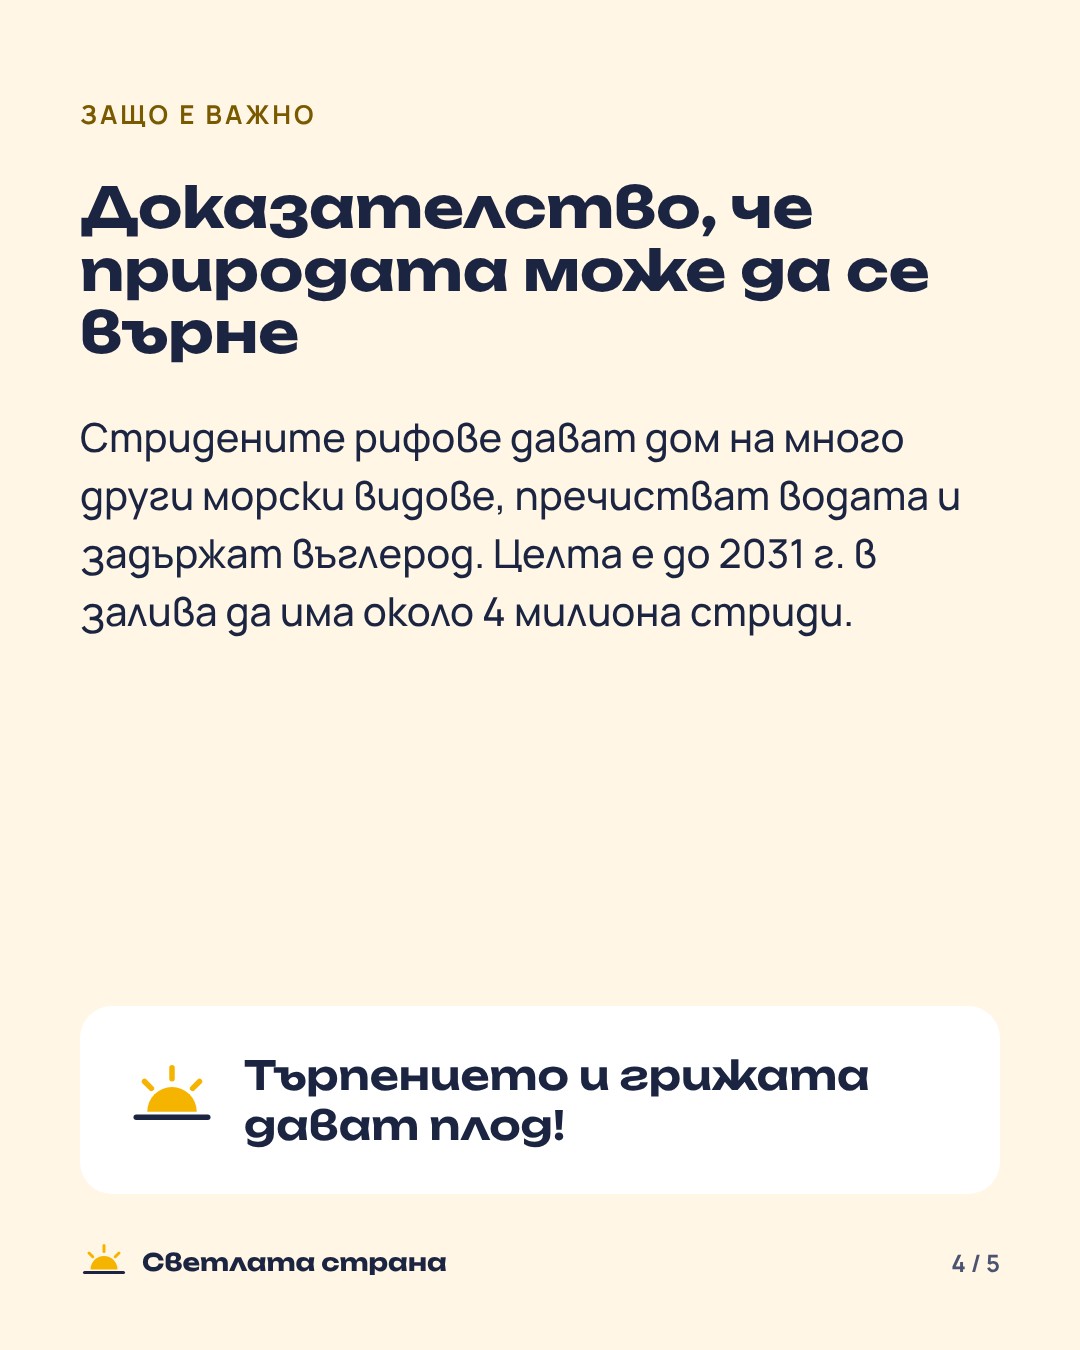 ЗАЩО Е ВАЖНО
Доказателство, че
природата може да се
върне
Стридените рифове дават дом на много
други морски видове, пречистват водата и
задържат въглерод. Целта е до 2031 г. в
залива да има около 4 милиона стриди.
Търпението и грижата
дават плод!
Светлата страна
4 / 5